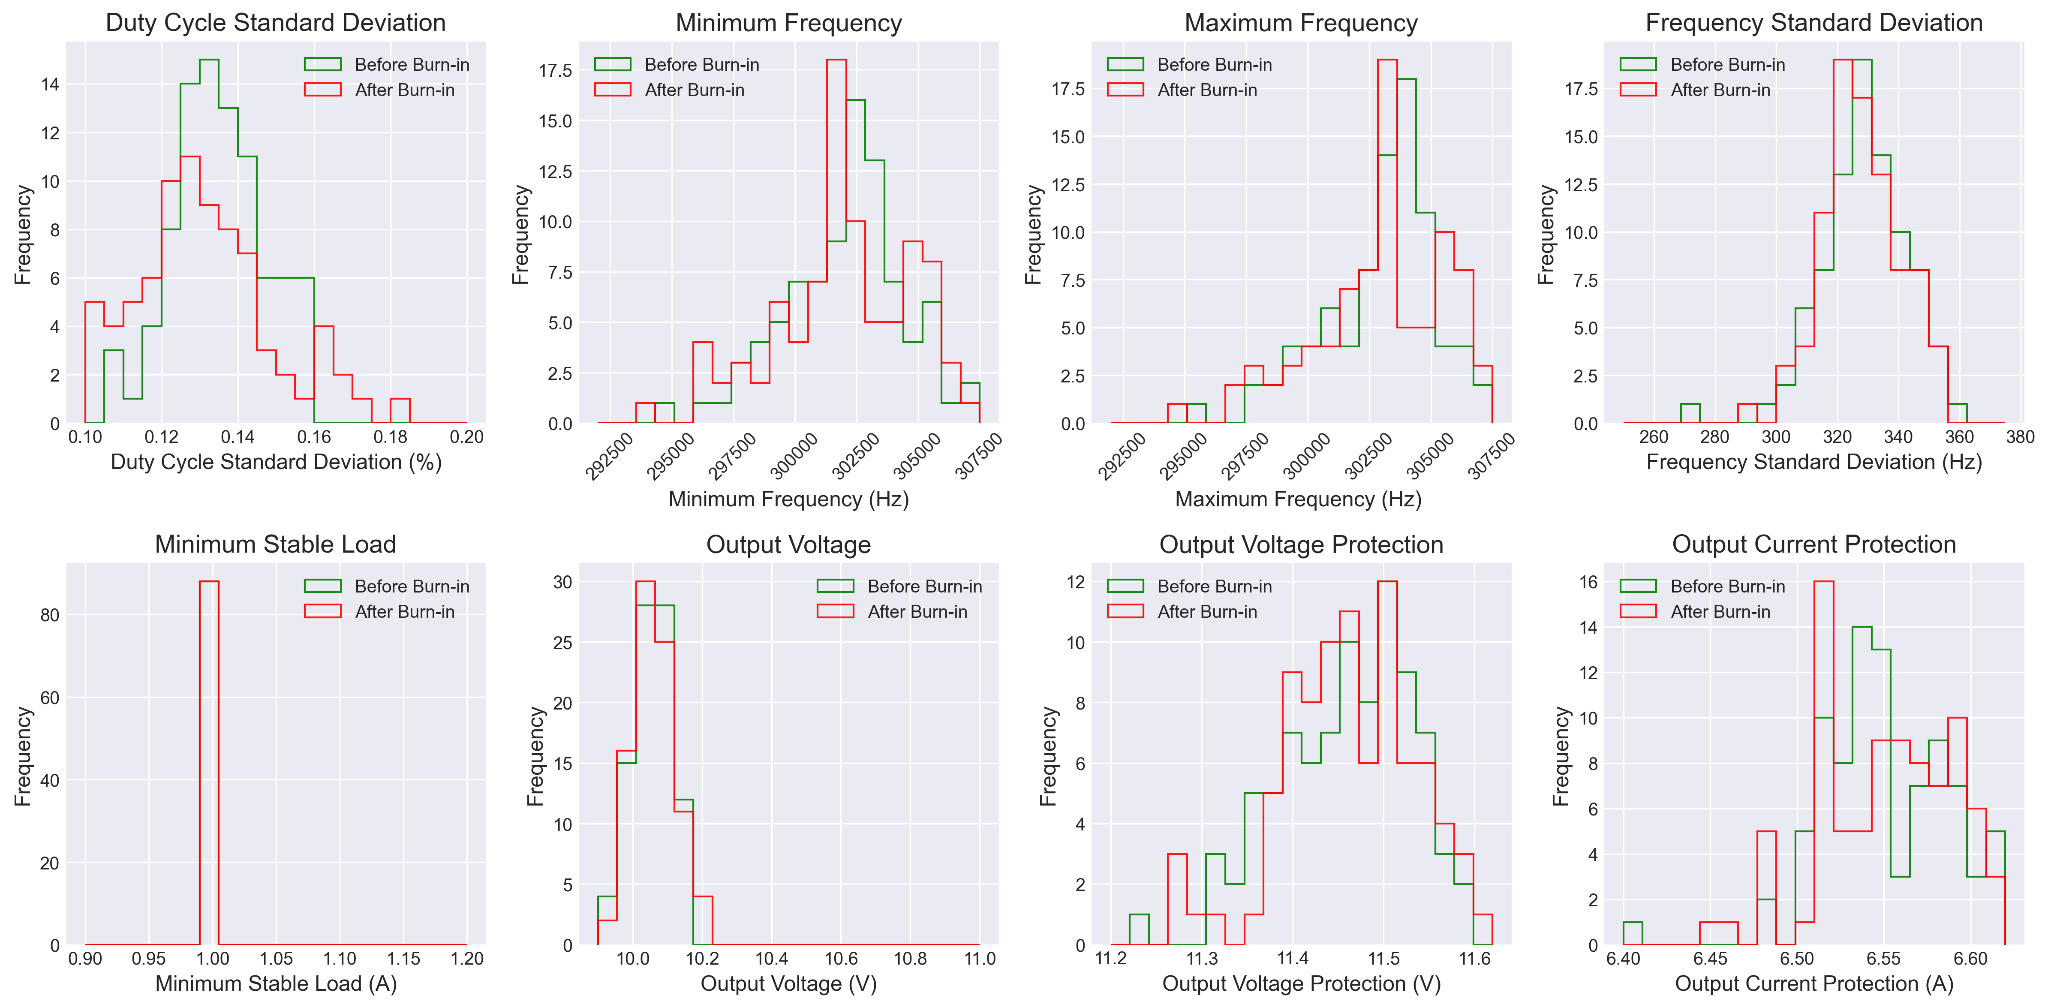 Duty Cycle Standard Deviation
Before Burn-in
After Burn-in
Frequency
14
12
10
8
6
4
2
0
0.10 0.12 0.14 0.16 0.18 0.20
Duty Cycle Standard Deviation (%)
Minimum Frequency
Before Burn-in
After Burn-in
Frequency
17.5
15.0
12.5
10.0
7.5
5.0
2.5
0.0
292500 295000 297500 300000 302500 305000 307500
Minimum Frequency (Hz)
Maximum Frequency
Before Burn-in
After Burn-in
Frequency
17.5
15.0
12.5
10.0
7.5
5.0
2.5
0.0
292500 295000 297500 300000 302500 305000 307500
Maximum Frequency (Hz)
Frequency Standard Deviation
Before Burn-in
After Burn-in
Frequency
17.5
15.0
12.5
10.0
7.5
5.0
2.5
0.0
260 280 300 320 340 360 380
Frequency Standard Deviation (Hz)
Minimum Stable Load
Before Burn-in
After Burn-in
Frequency
80
60
40
20
0
0.90 0.95 1.00 1.05 1.10 1.15 1.20
Minimum Stable Load (A)
Output Voltage
Before Burn-in
After Burn-in
Frequency
30
25
20
15
10
5
0
10.0 10.2 10.4 10.6 10.8 11.0
Output Voltage (V)
Output Voltage Protection
Before Burn-in
After Burn-in
Frequency
12
10
8
6
4
2
0
11.2 11.3 11.4 11.5 11.6
Output Voltage Protection (V)
Output Current Protection
Before Burn-in
After Burn-in
Frequency
16
14
12
10
8
6
4
2
0
6.40 6.45 6.50 6.55 6.60
Output Current Protection (A)